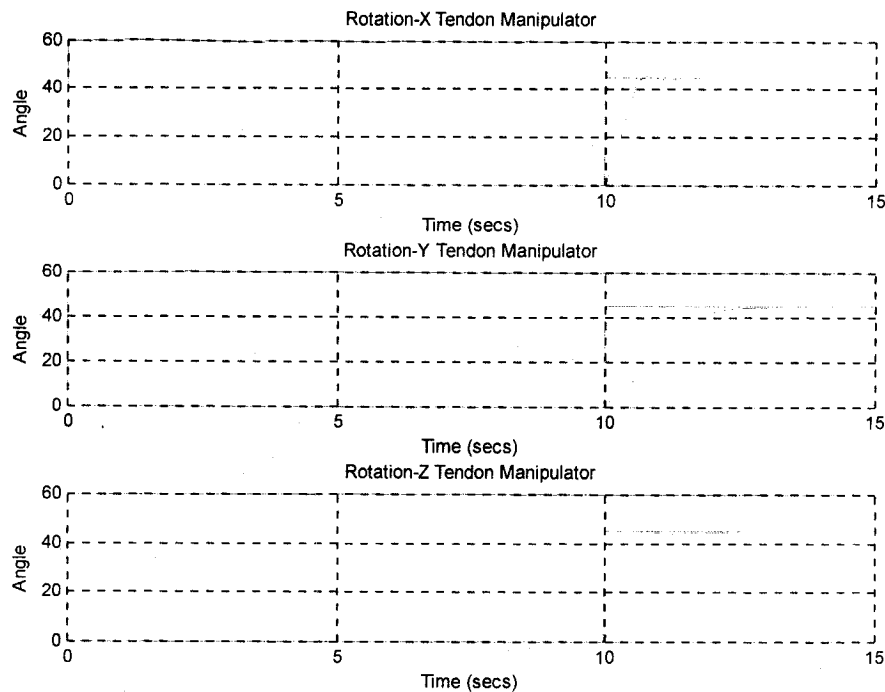 Rotation-X Tendon Manipulator
60
40
20
0
Angle
0 5 10 15
Time (secs)
Rotation-Y Tendon Manipulator
60
40
20
0
Angle
0 5 10 15
Time (secs)
Rotation-Z Tendon Manipulator
60
40
20
0
Angle
0 5 10 15
Time (secs)